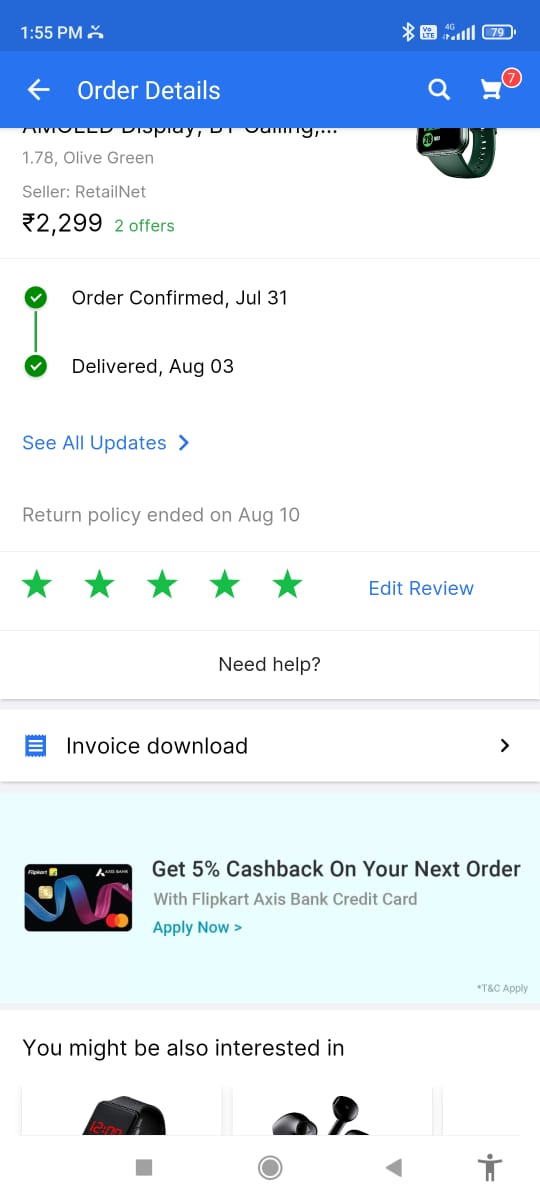 1:55 PM
Vo
LTE
4G
79
Order Details
7
AMOLED Display, BT Calling,...
1.78, Olive Green
Seller: RetailNet
₹2,299 2 offers
Order Confirmed, Jul 31
Delivered, Aug 03
See All Updates
Return policy ended on Aug 10
Edit Review
Need help?
Invoice download
Flipkart
AXIS BANK
Get 5% Cashback On Your Next Order
With Flipkart Axis Bank Credit Card
Apply Now >
*T&C Apply
You might be also interested in
12:00